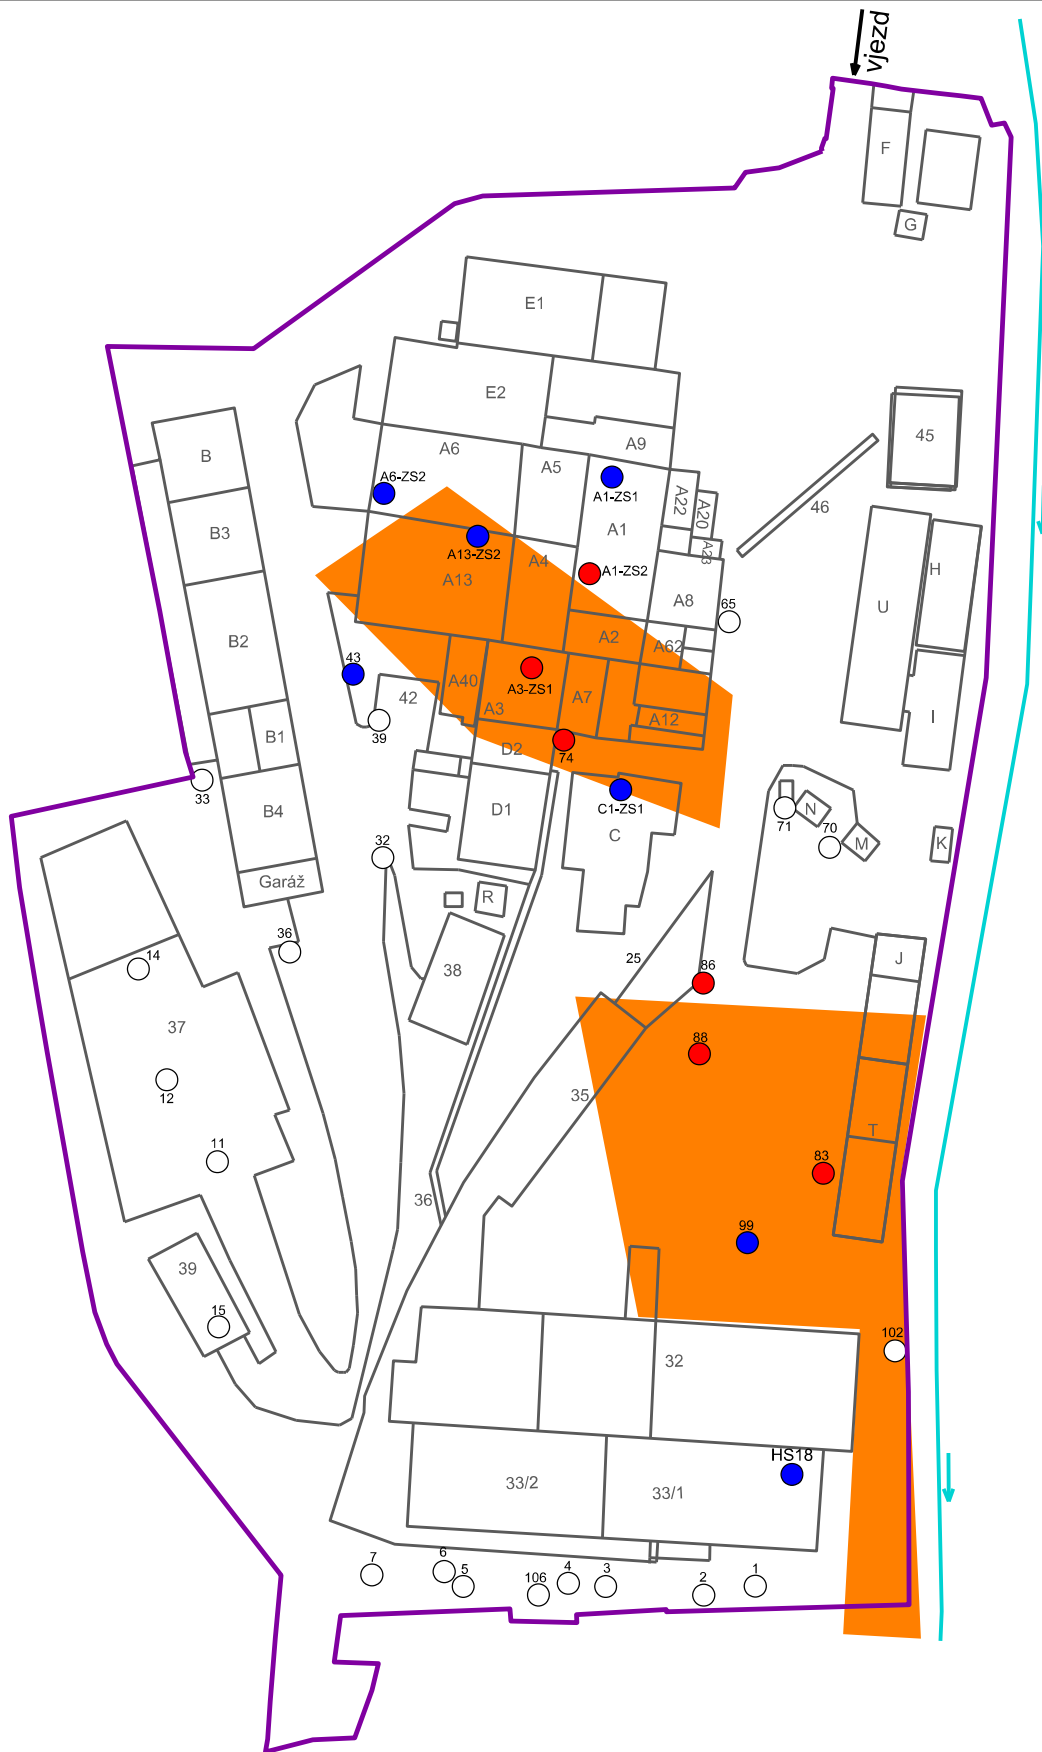 vjezd
F
G
E1
E2
A9
A6
A5
45
B
A6-ZS2
A1-ZS1
A22
A20
46
B3
A1
A23
A13-ZS2
A4
A1-ZS2
A13
H
A8
65
U
B2
A2
A62
43
A40
A3-ZS1
42
A7
A3
A12
I
39
B1
D2
74
33
C1-ZS1
N
B4
D1
C
71
70
M
K
32
Garáž
R
36
14
25
86
J
38
37
88
12
35
T
11
83
36
99
39
15
102
32
HS18
33/2
33/1
7
6
5
106
4
3
2
1